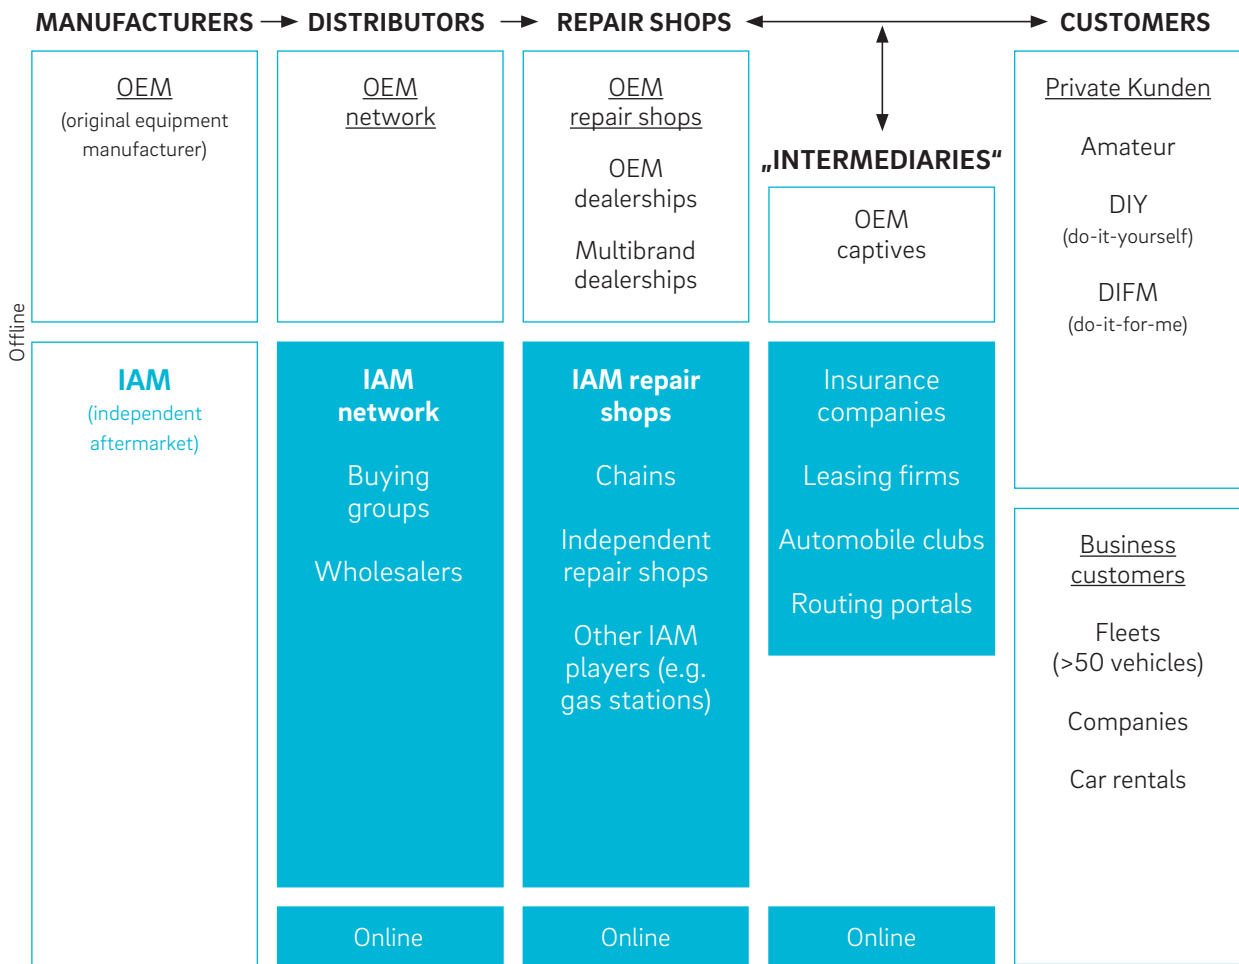 MANUFACTURERS
DISTRIBUTORS
REPAIR SHOPS
CUSTOMERS
OEM
(original equipment
manufacturer)
OEM
network
OEM
repair shops
OEM
dealerships
Multibrand
dealerships
„INTERMEDIARIES“
OEM
captives
Private Kunden
Amateur
DIY
(do-it-yourself)
DIFM
(do-it-for-me)
Offline
IAM
(independent
aftermarket)
IAM
network
Buying
groups
Wholesalers
IAM repair
shops
Chains
Independent
repair shops
Other IAM
players (e.g.
gas stations)
Insurance
companies
Leasing firms
Automobile clubs
Routing portals
Business
customers
Fleets
(>50 vehicles)
Companies
Car rentals
Online
Online
Online